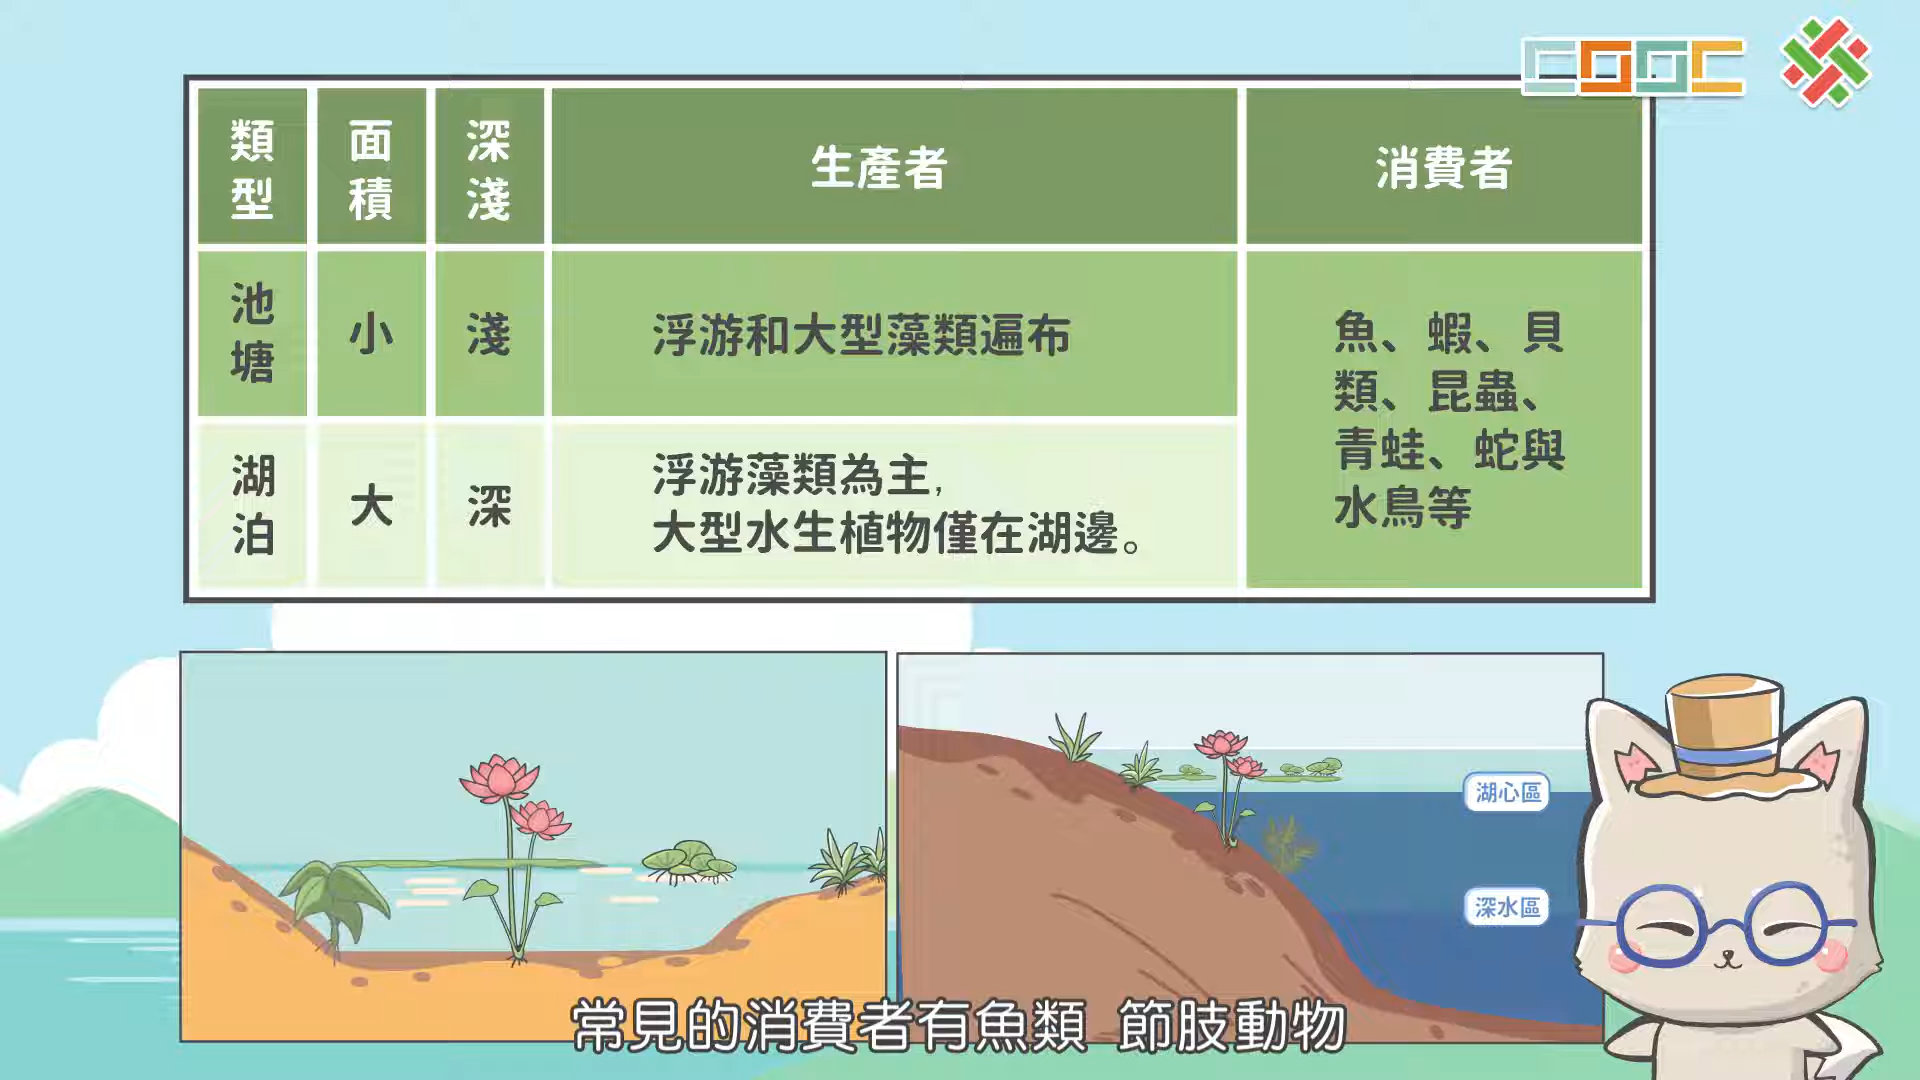 COOC
類型
面積
深淺
生產者
消費者
池塘
小
淺
浮游和大型藻類遍布
魚、蝦、貝
類、昆蟲、
青蛙、蛇與
水鳥等
湖泊
大
深
浮游藻類為主,
大型水生植物僅在湖邊。
湖心區
深水區
常見的消費者有魚類 節肢動物